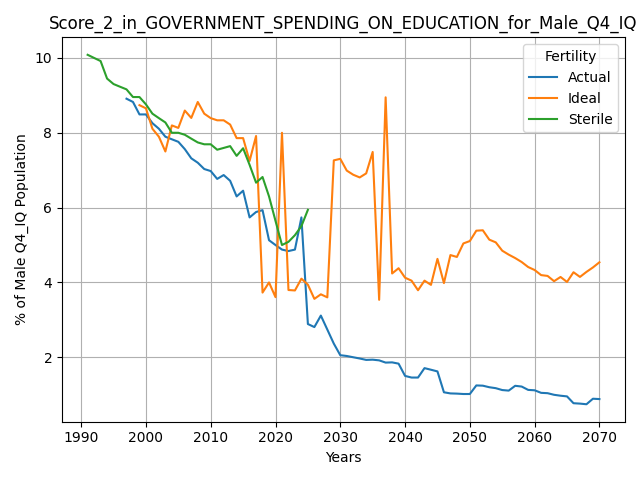 Score_2_in_GOVERNMENT_SPENDING_ON_EDUCATION_for_Male_Q4_IQ
Fertility
Actual
Ideal
Sterile
10
8
6
4
2
% of Male Q4_IQ Population
1990
2000
2010
2020
2030
2040
2050
2060
2070
Years